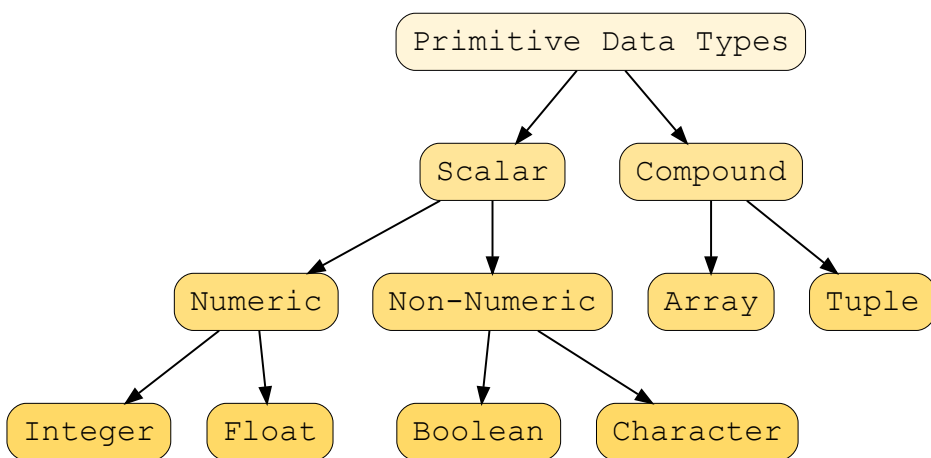 Primitive Data Types
Scalar
Compound
Numeric
Non-Numeric
Array
Tuple
Integer
Float
Boolean
Character